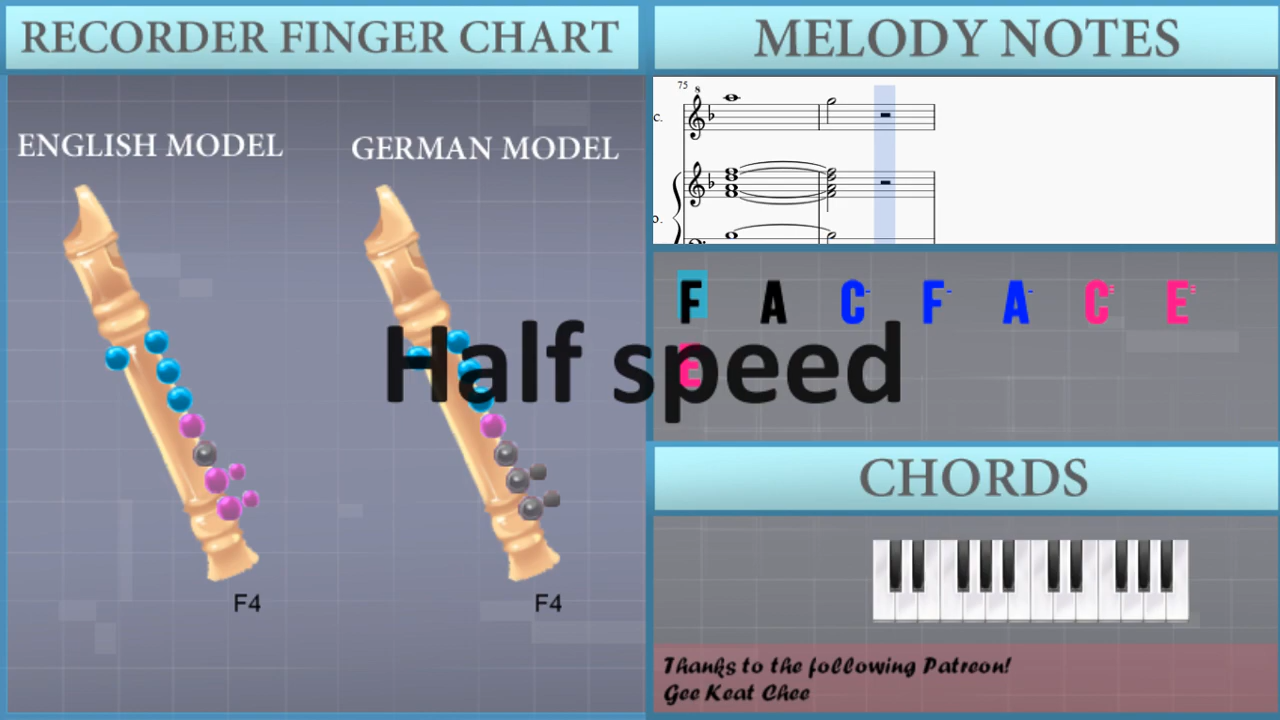 RECORDER FINGER CHART
MELODY NOTES
ENGLISH MODEL
GERMAN MODEL
75
8
c.
o.
F A C- F- A- C= E=
E
Half speed
CHORDS
F4
F4
Thanks to the following Patreon!
Gee Keat Chee